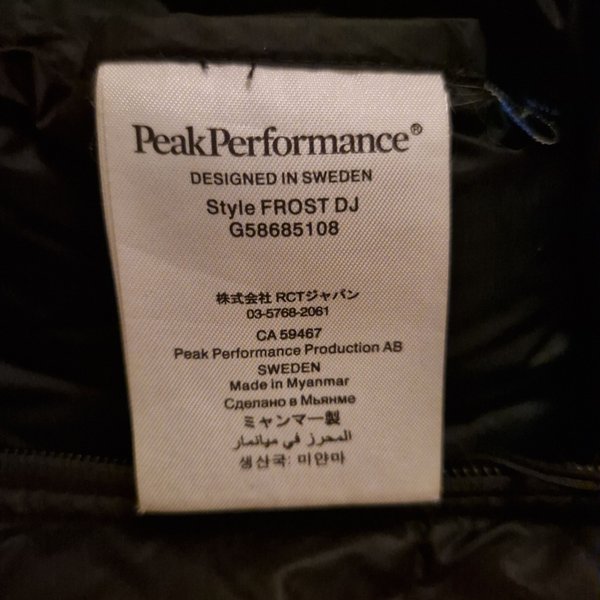 PeakPerformance®
DESIGNED IN SWEDEN
Style FROST DJ
G58685108
株式会社 RCTジャパン
03-5768-2061
CA 59467
Peak Performance Production AB
SWEDEN
Made in Myanmar
Сделано в Мьянме
ミャンマー製
المحرز في ميانمار
생산국: 미얀마